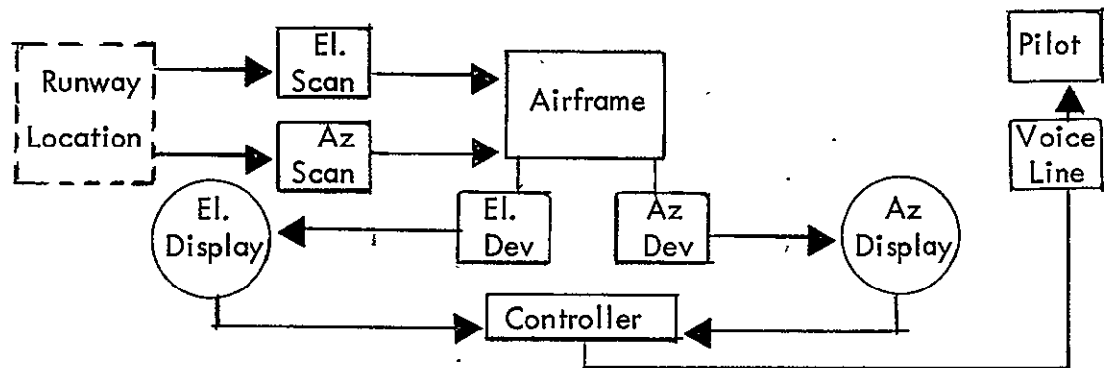 Runway
Location
El.
Scan
Az
Scan
Airframe
Pilot
Voice
Line
El.
Display
El.
Dev
Az
Dev
Az
Display
Controller